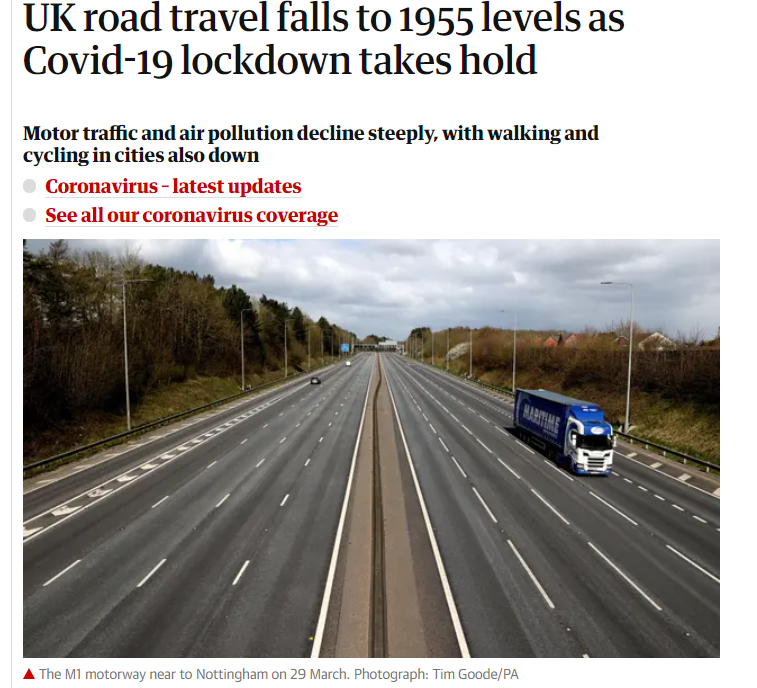 UK road travel falls to 1955 levels as
Covid-19 lockdown takes hold
Motor traffic and air pollution decline steeply, with walking and
cycling in cities also down
Coronavirus – latest updates
See all our coronavirus coverage
MARITIME
The M1 motorway near to Nottingham on 29 March. Photograph: Tim Goode/PA